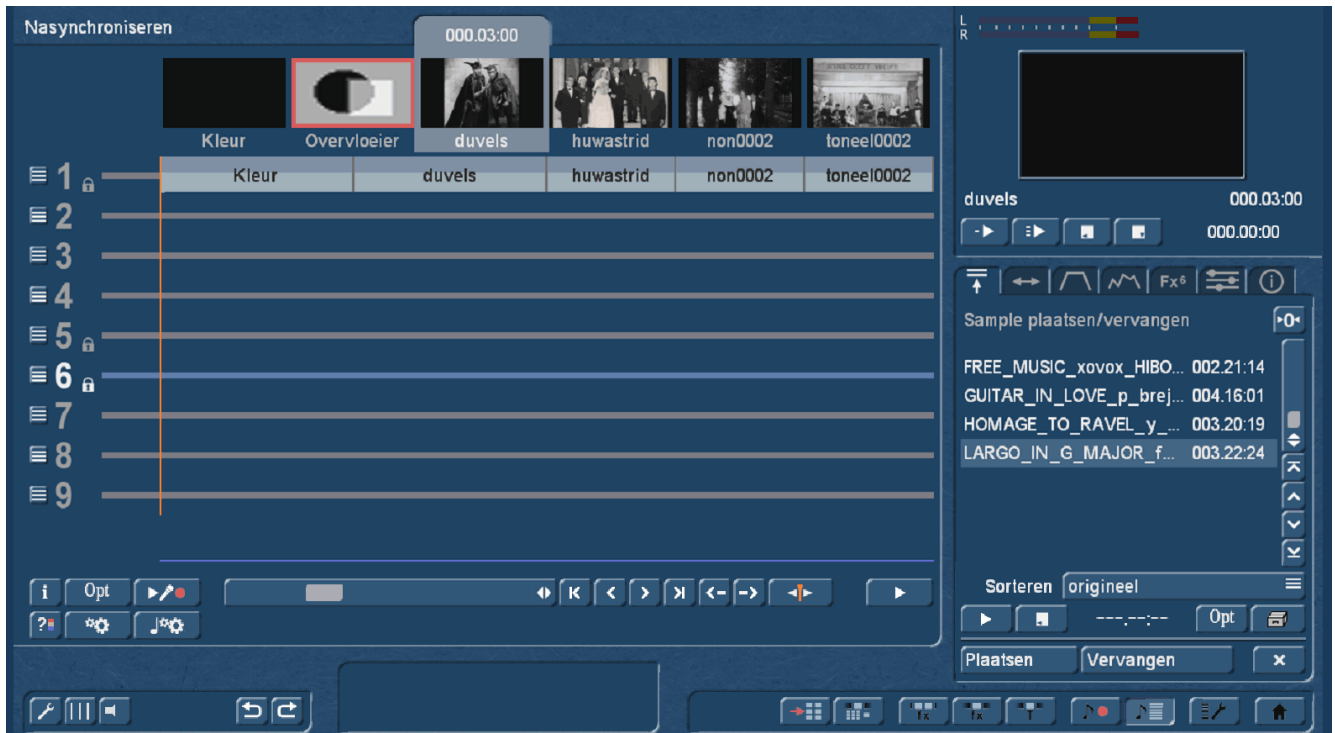 Nasynchroniseren
000.03:00
Kleur
Overvloeier
duvels
huwastrid
non0002
toneel0002
1
Kleur
duvels
huwastrid
non0002
toneel0002
2
3
4
5
6
7
8
9
i
Opt
L
R
duvels 000.03:00
000.00:00
Fx6
Sample plaatsen/vervangen
0
FREE_MUSIC_xovox_HIBO... 002.21:14
GUITAR_IN_LOVE_p_brej... 004.16:01
HOMAGE_TO_RAVEL_y_... 003.20:19
LARGO_IN_G_MAJOR_f... 003.22:24
Sorteren origineel
---.--:-- Opt
Plaatsen Vervangen x
fx
fx
T